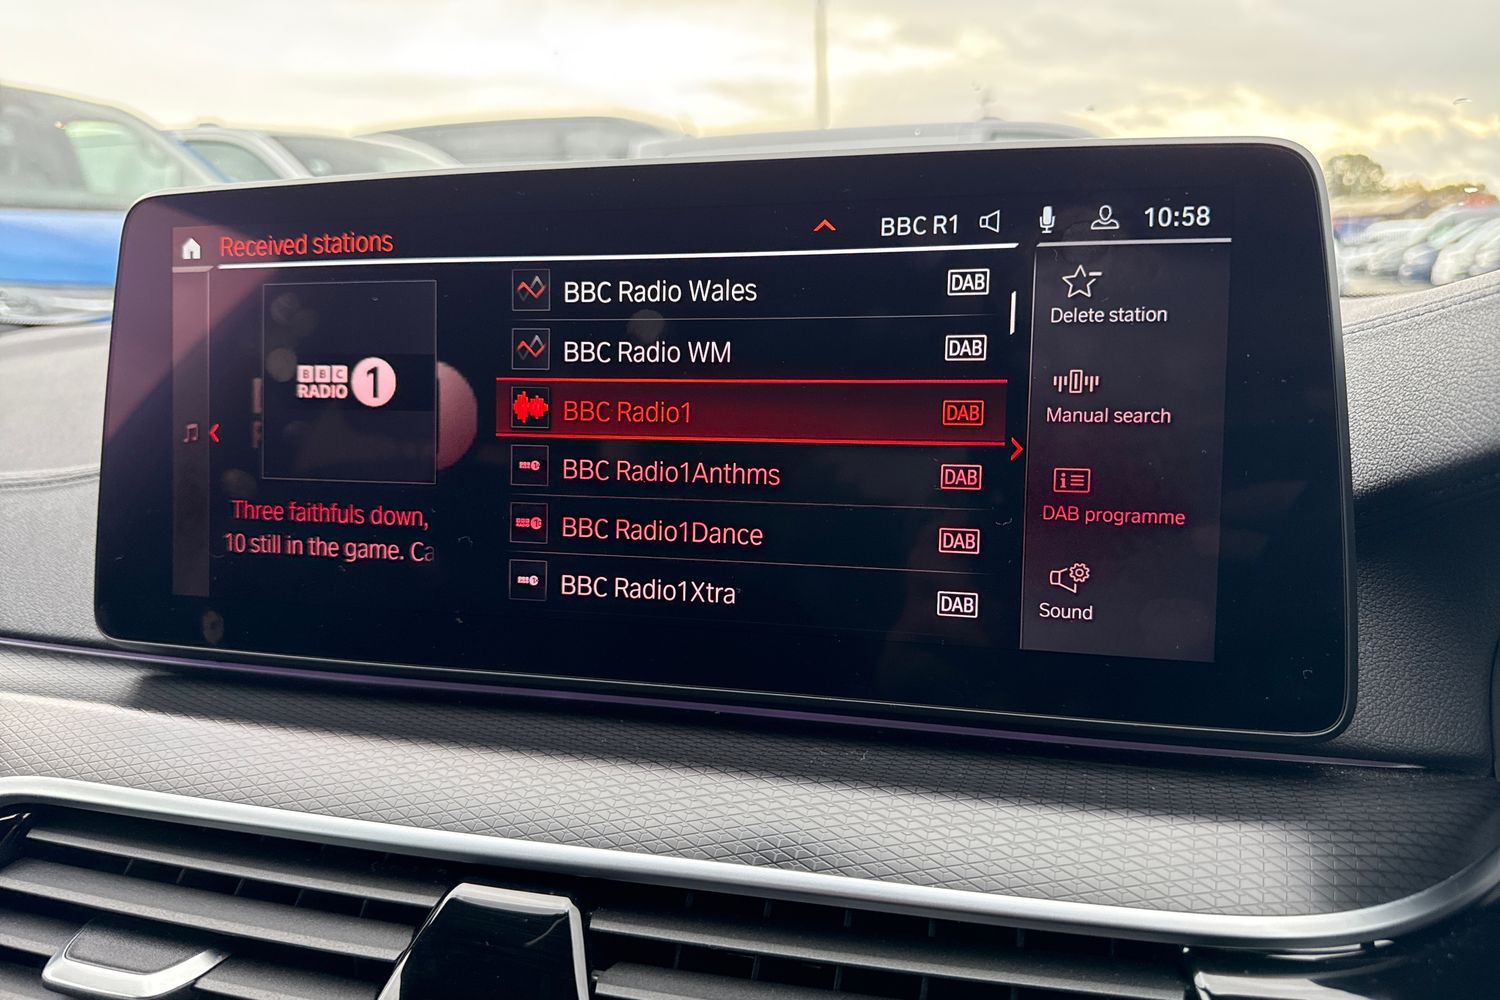 Received stations
BBC R1
10:58
BBC
RADIO 1
Three faithfuls down,
10 still in the game. Ca
BBC Radio Wales DAB
BBC Radio WM DAB
BBC Radio1 DAB
BBC Radio1Anthms DAB
BBC Radio1Dance DAB
BBC Radio1Xtra DAB
Delete station
Manual search
DAB programme
Sound